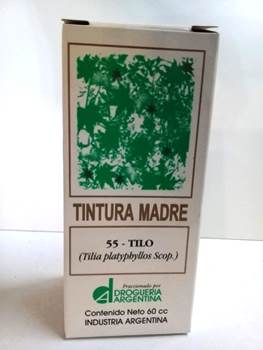 TINTURA MADRE
55 - TILO
(Tilia platyphyllos Scop.)
Fraccionado por
DROGUERIA
ARGENTINA
Contenido Neto 60 cc
INDUSTRIA ARGENTINA